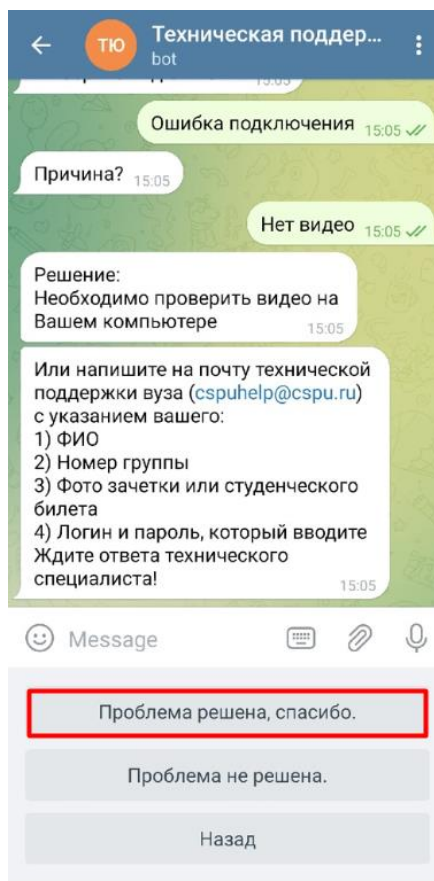 ТЮ
Техническая поддер...
bot
15:05
Ошибка подключения 15:05
Причина? 15:05
Нет видео 15:05
Решение:
Необходимо проверить видео на
Вашем компьютере 15:05
Или напишите на почту технической
поддержки вуза (cspuhelp@cspu.ru)
с указанием вашего:
1) ФИО
2) Номер группы
3) Фото зачетки или студенческого
билета
4) Логин и пароль, который вводите
Ждите ответа технического
специалиста! 15:05
Message
Проблема решена, спасибо.
Проблема не решена.
Назад